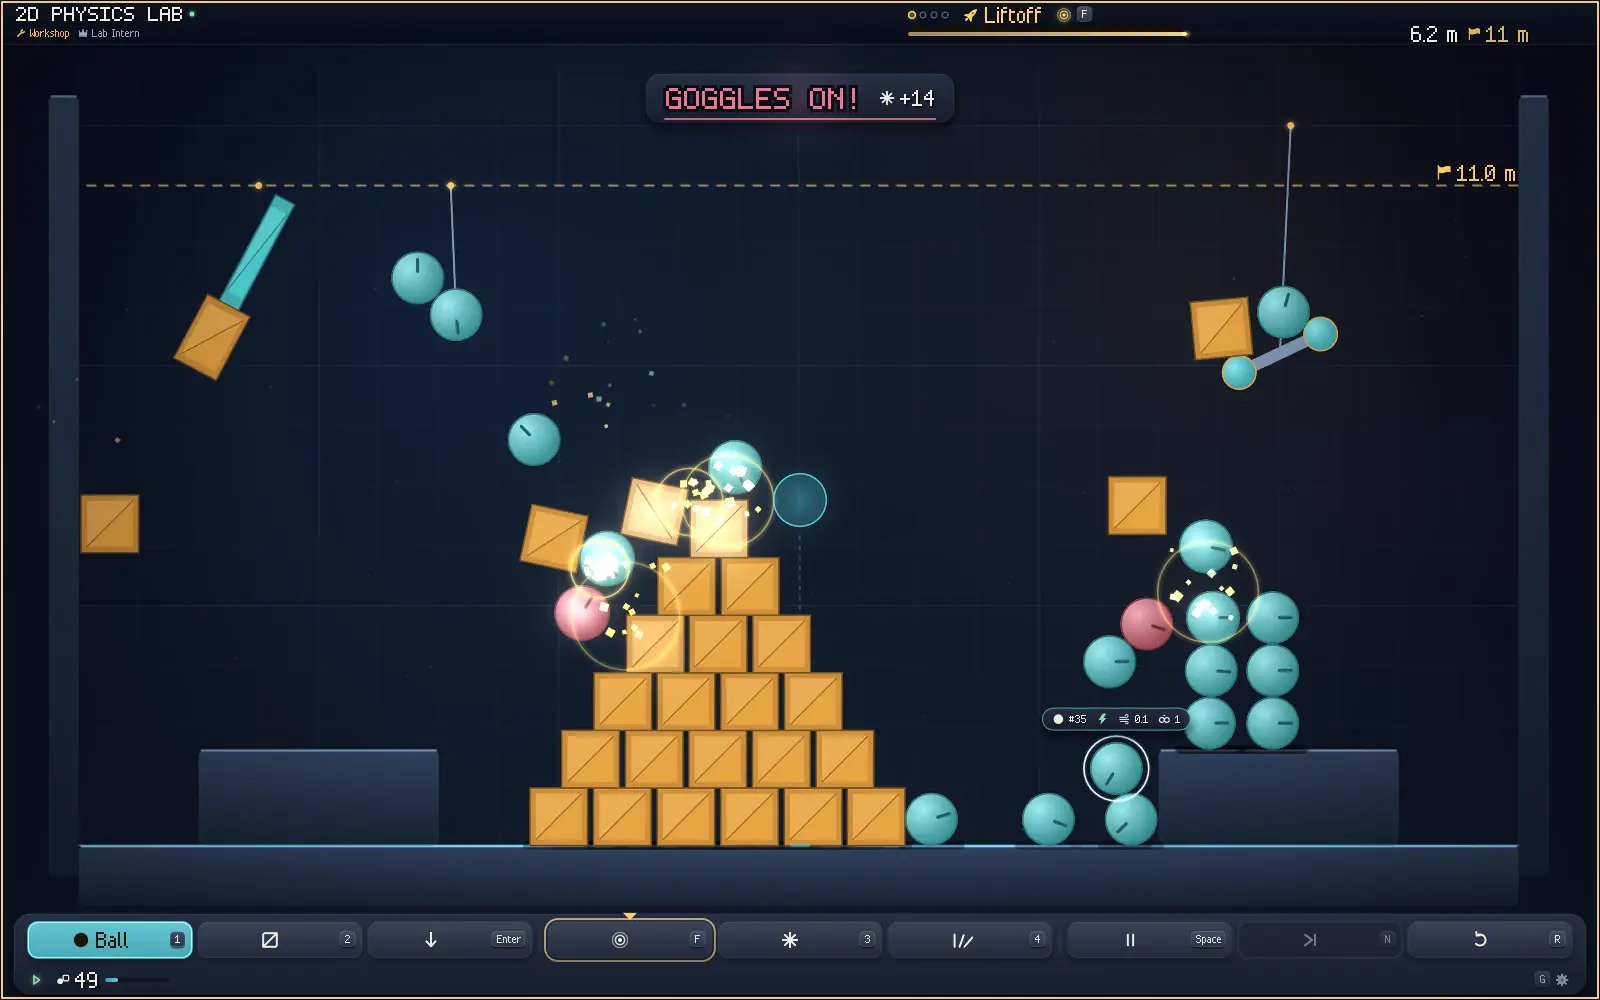 2D PHYSICS LAB
Workshop Lab Intern
Liftoff F
6.2 m 11 m
GOGGLES ON! +14
11.0 m
#35 0.1 1
Ball 1
2
Enter
F
3
4
Space
N
R
49
G